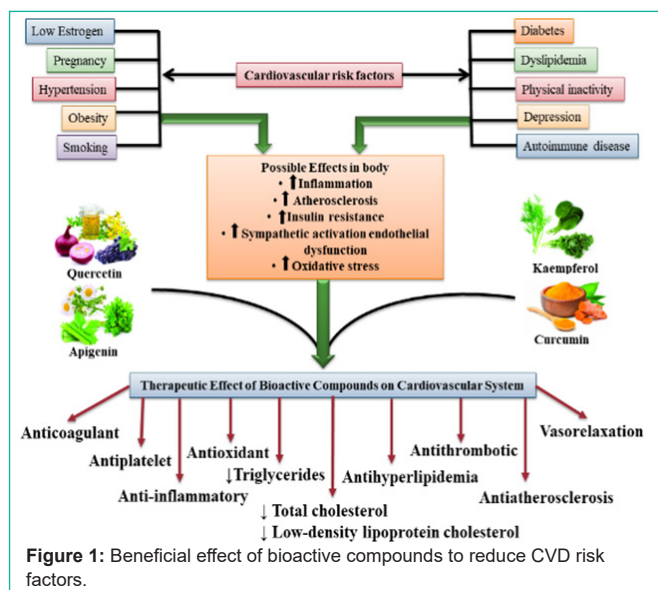 Low Estrogen
Pregnancy
Hypertension
Obesity
Smoking
Cardiovascular risk factors
Diabetes
Dyslipidemia
Physical inactivity
Depression
Autoimmune disease
Possible Effects in body
• ⬆Inflammation
• ⬆Atherosclerosis
• ⬆Insulin resistance
• ⬆Sympathetic activation endothelial
dysfunction
• ⬆Oxidative stress
Quercetin
Apigenin
Kaempferol
Curcumin
Therapeutic Effect of Bioactive Compounds on Cardiovascular System
Anticoagulant
Antiplatelet
Anti-inflammatory
Antioxidant
↓Triglycerides
↓ Total cholesterol
↓ Low-density lipoprotein cholesterol
Antihyperlipidemia
Antithrombotic
Antiatherosclerosis
Vasorelaxation
Figure 1: Beneficial effect of bioactive compounds to reduce CVD risk
factors.